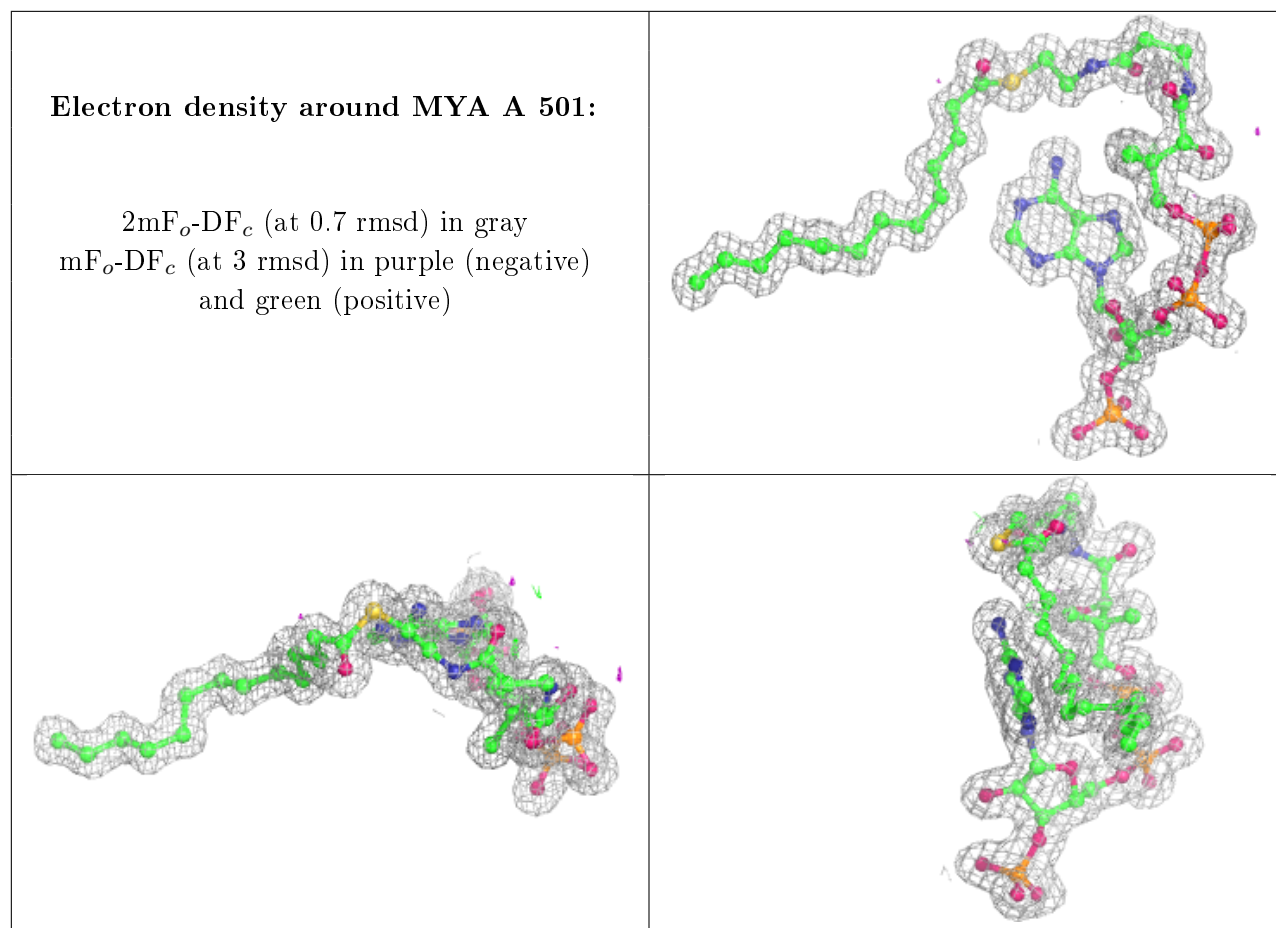 Electron density around MYA A 501:
2mFo-DFc (at 0.7 rmsd) in gray
mFo-DFc (at 3 rmsd) in purple (negative)
and green (positive)